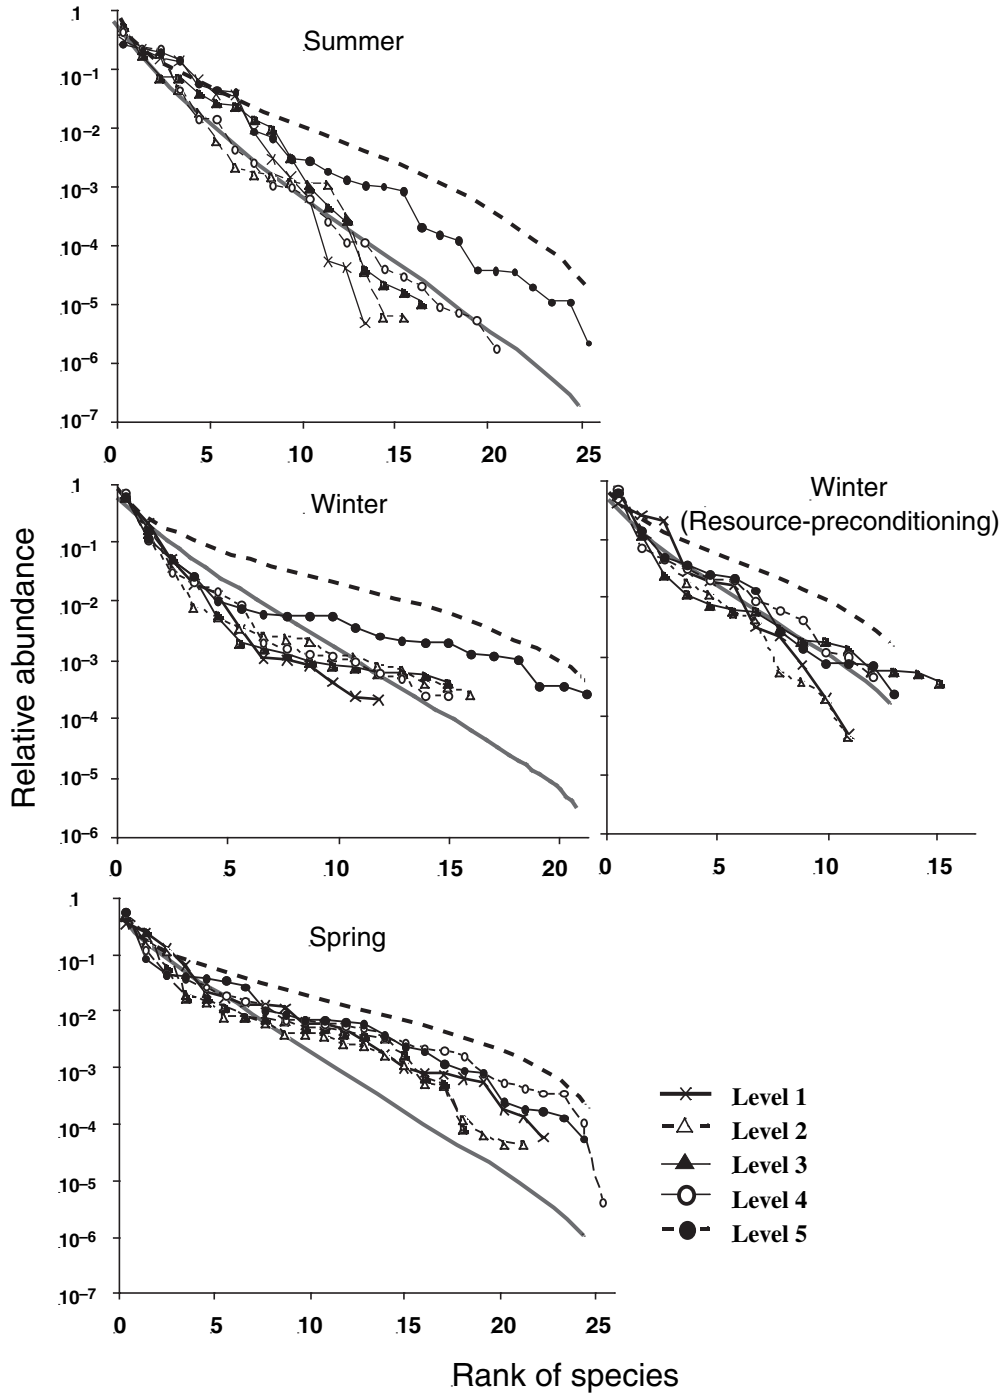 Summer
1
10–1
10–2
10–3
10–4
10–5
10–6
10–7
0 5 10 15 20 25
Relative abundance
Winter
1
10–1
10–2
10–3
10–4
10–5
10–6
0 5 10 15 20
Winter
(Resource-preconditioning)
0 5 10 15
Spring
1
10–1
10–2
10–3
10–4
10–5
10–6
10–7
0 5 10 15 20 25
Rank of species
Level 1
Level 2
Level 3
Level 4
Level 5